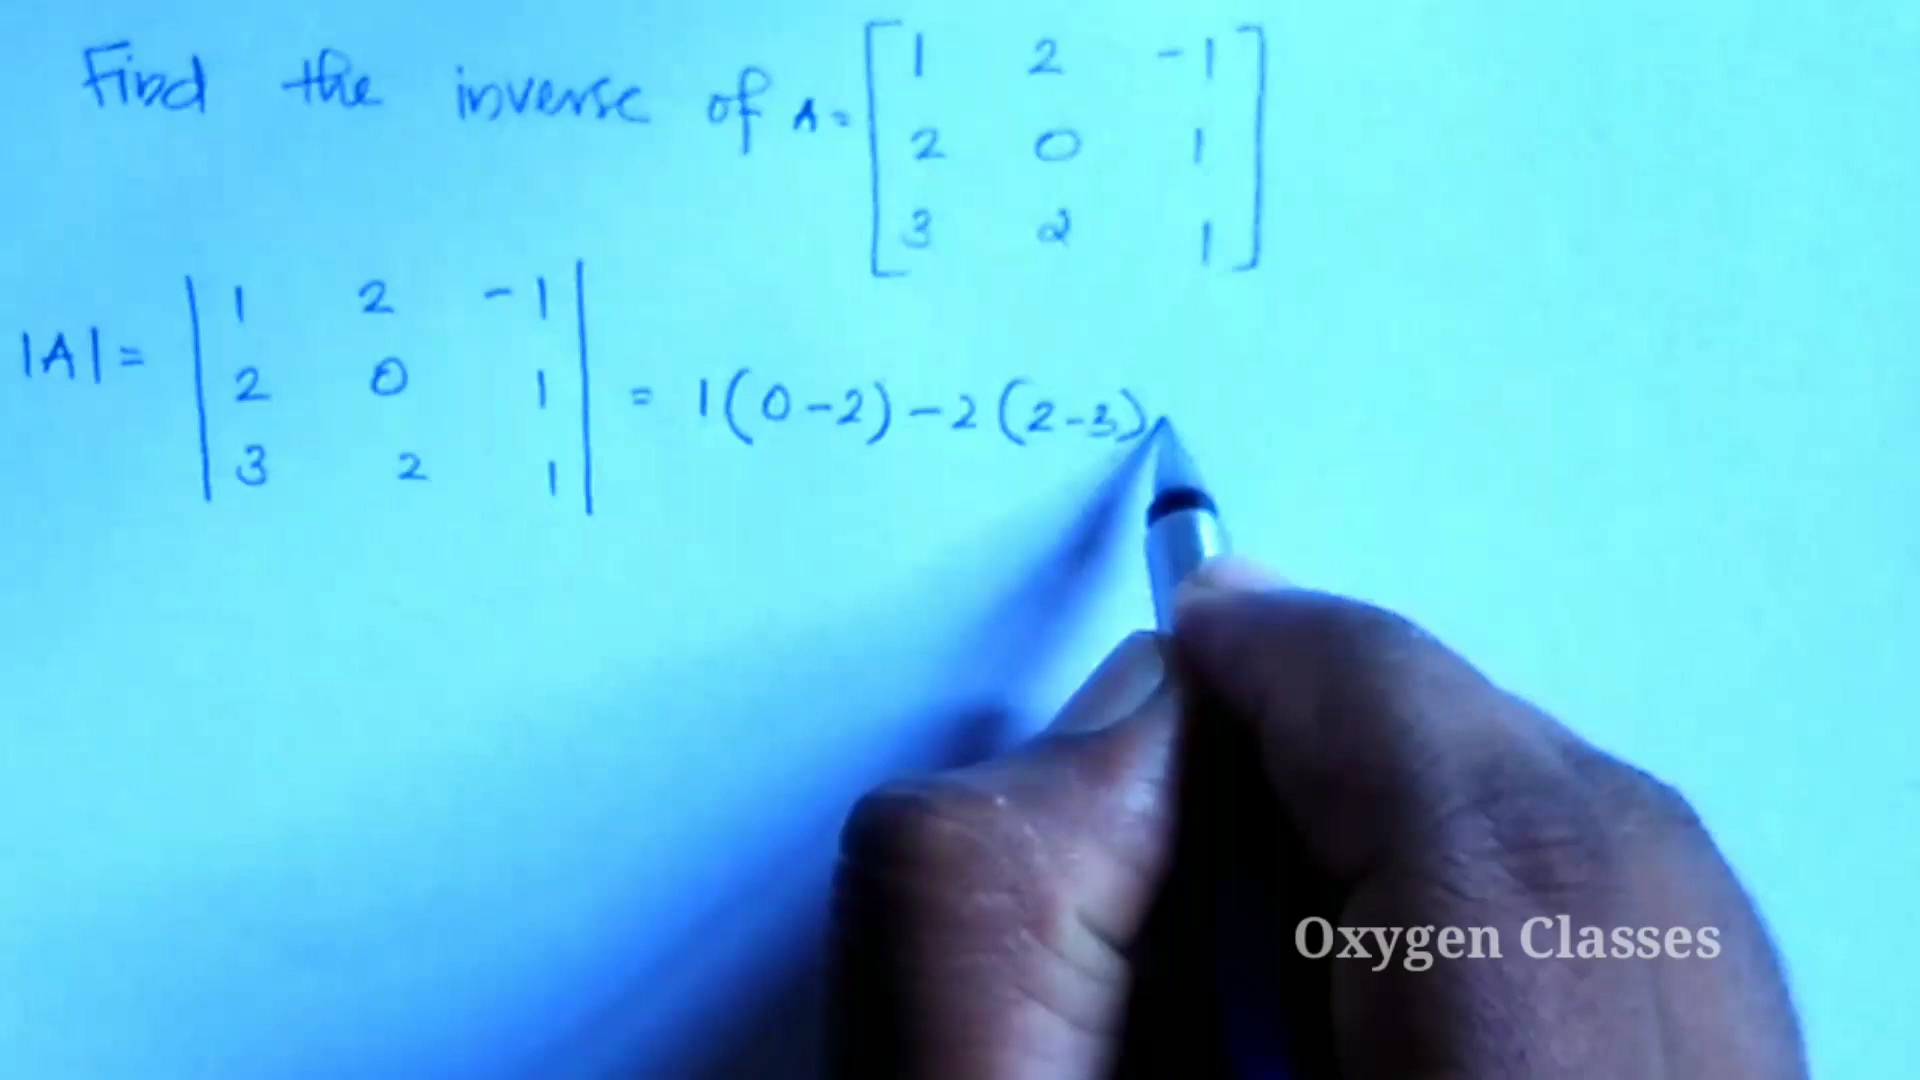 Find the inverse of A = [1 2 -1
2 0 1
3 2 1]
|A| = |1 2 -1
2 0 1
3 2 1| = 1(0-2) -2(2-3)
Oxygen Classes